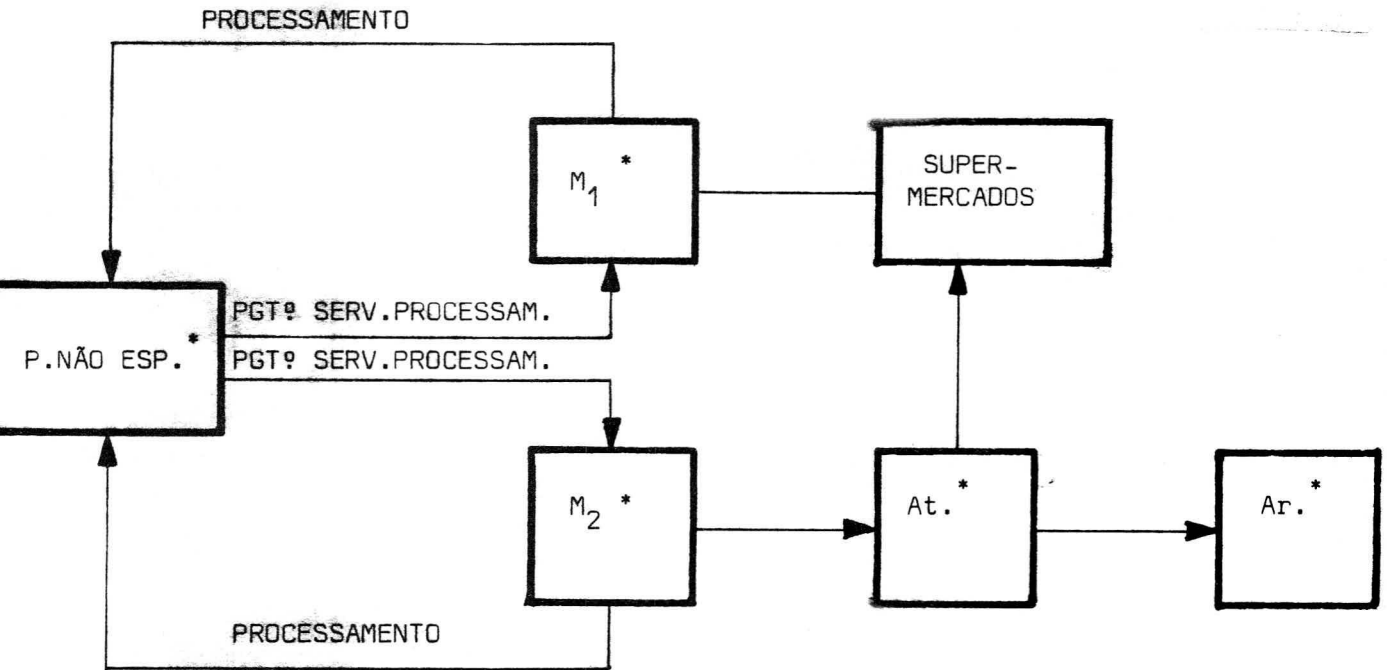 PROCESSAMENTO
M1 *
SUPER-
MERCADOS
PGTº SERV.PROCESSAM.
P.NÃO ESP.*
PGTº SERV.PROCESSAM.
M2 *
At.*
Ar.*
PROCESSAMENTO